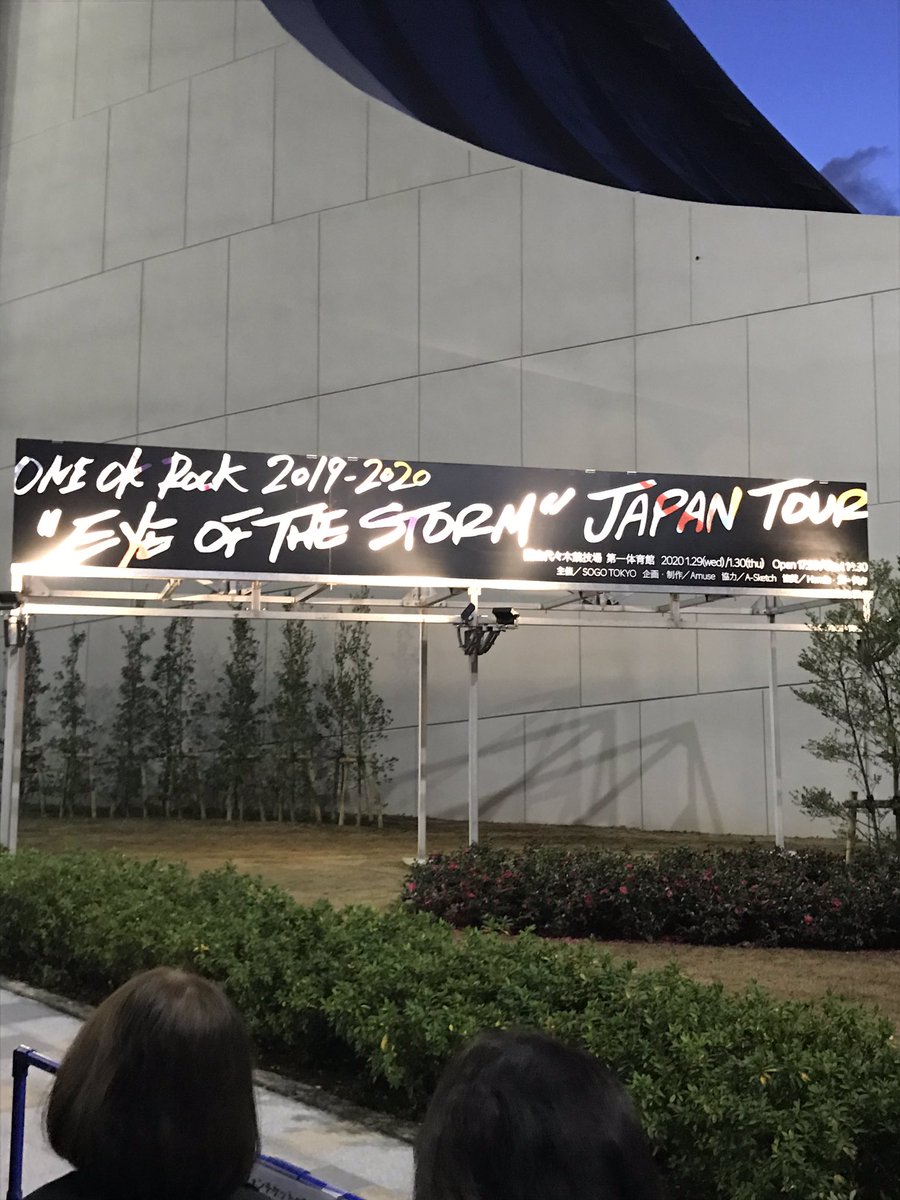 ONE OK ROCK 2019-2020
"EYE OF THE STORM" JAPAN TOUR
代々木競技場 第一体育館 2020 1.29(wed)/1.30(thu) Open
主催/SOGO TOKYO 企画・制作/Amuse 協力/A-Sketch